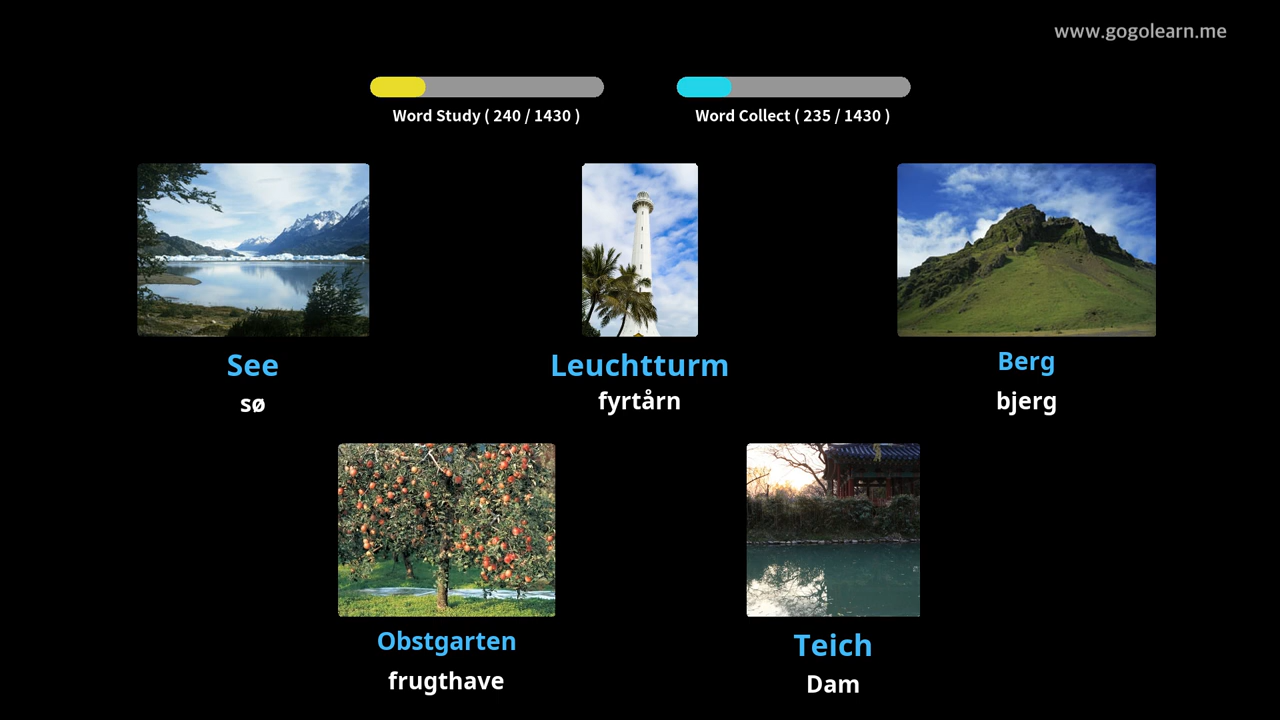 www.gogolearn.me
Word Study ( 240 / 1430 )
Word Collect ( 235 / 1430 )
See
sø
Leuchtturm
fyrtårn
Berg
bjerg
Obstgarten
frugthave
Teich
Dam